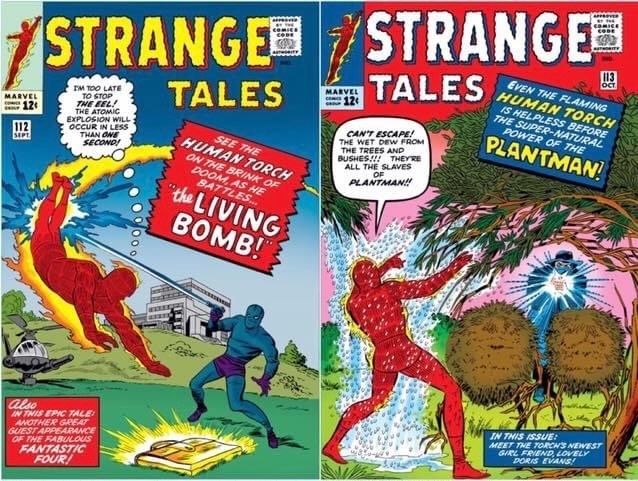 STRANGE
TALES
APPROVED
BY THE
COMICS
CODE
AUTHORITY
MARVEL
COMICS
GROUP
12¢
112
SEPT.
I'M TOO LATE
TO STOP
THE EEL!
THE ATOMIC
EXPLOSION WILL
OCCUR IN LESS
THAN ONE
SECOND!
SEE THE
HUMAN TORCH
ON THE BRINK OF
DOOM, AS HE
BATTLES...
"the LIVING
BOMB!"
Also
IN THIS EPIC TALE:
ANOTHER GREAT
GUEST APPEARANCE
OF THE FABULOUS
FANTASTIC
FOUR!
STRANGE
TALES
APPROVED
BY THE
COMICS
CODE
AUTHORITY
MARVEL
COMICS
GROUP
12¢
113
OCT.
EVEN THE FLAMING
HUMAN TORCH
IS HELPLESS BEFORE
THE SUPER-NATURAL
POWER OF THE
PLANTMAN!
CAN'T ESCAPE!
THE WET DEW FROM
THE TREES AND
BUSHES!!! THEY'RE
ALL THE SLAVES
OF
PLANTMAN!!
IN THIS ISSUE:
MEET THE TORCH'S NEWEST
GIRL FRIEND, LOVELY
DORIS EVANS!